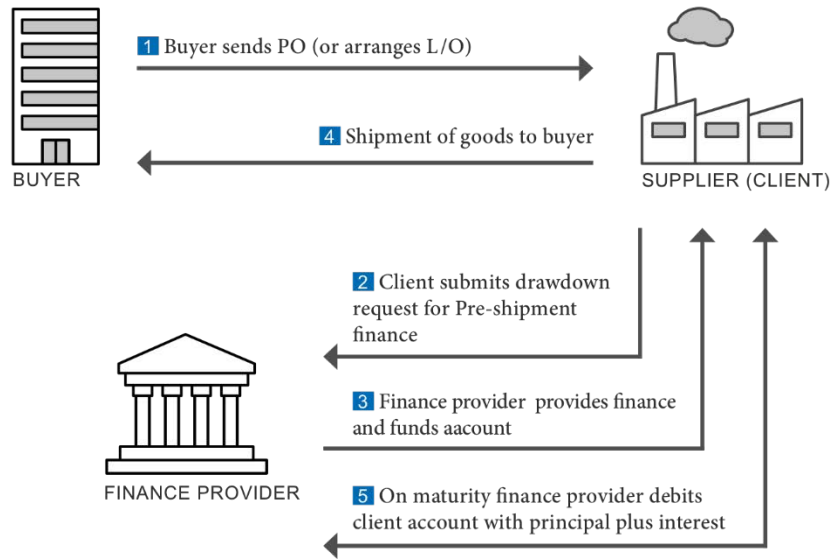 1 Buyer sends PO (or arranges L/O)
4 Shipment of goods to buyer
BUYER
SUPPLIER (CLIENT)
2 Client submits drawdown
request for Pre-shipment
finance
3 Finance provider provides finance
and funds aaccount
FINANCE PROVIDER
5 On maturity finance provider debits
client account with principal plus interest